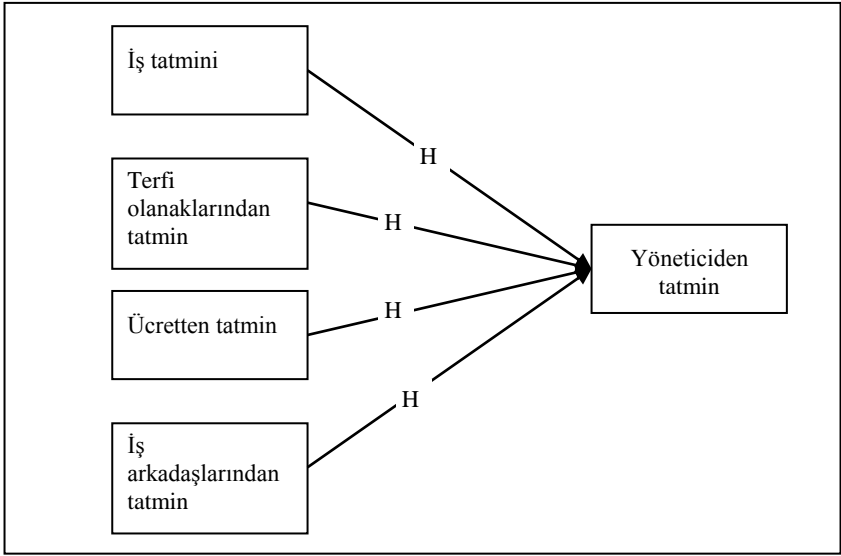 İş tatmini
H
Terfi
olanaklarından
tatmin
H
Yöneticiden
tatmin
Ücretten tatmin
H
H
İş
arkadaşlarından
tatmin